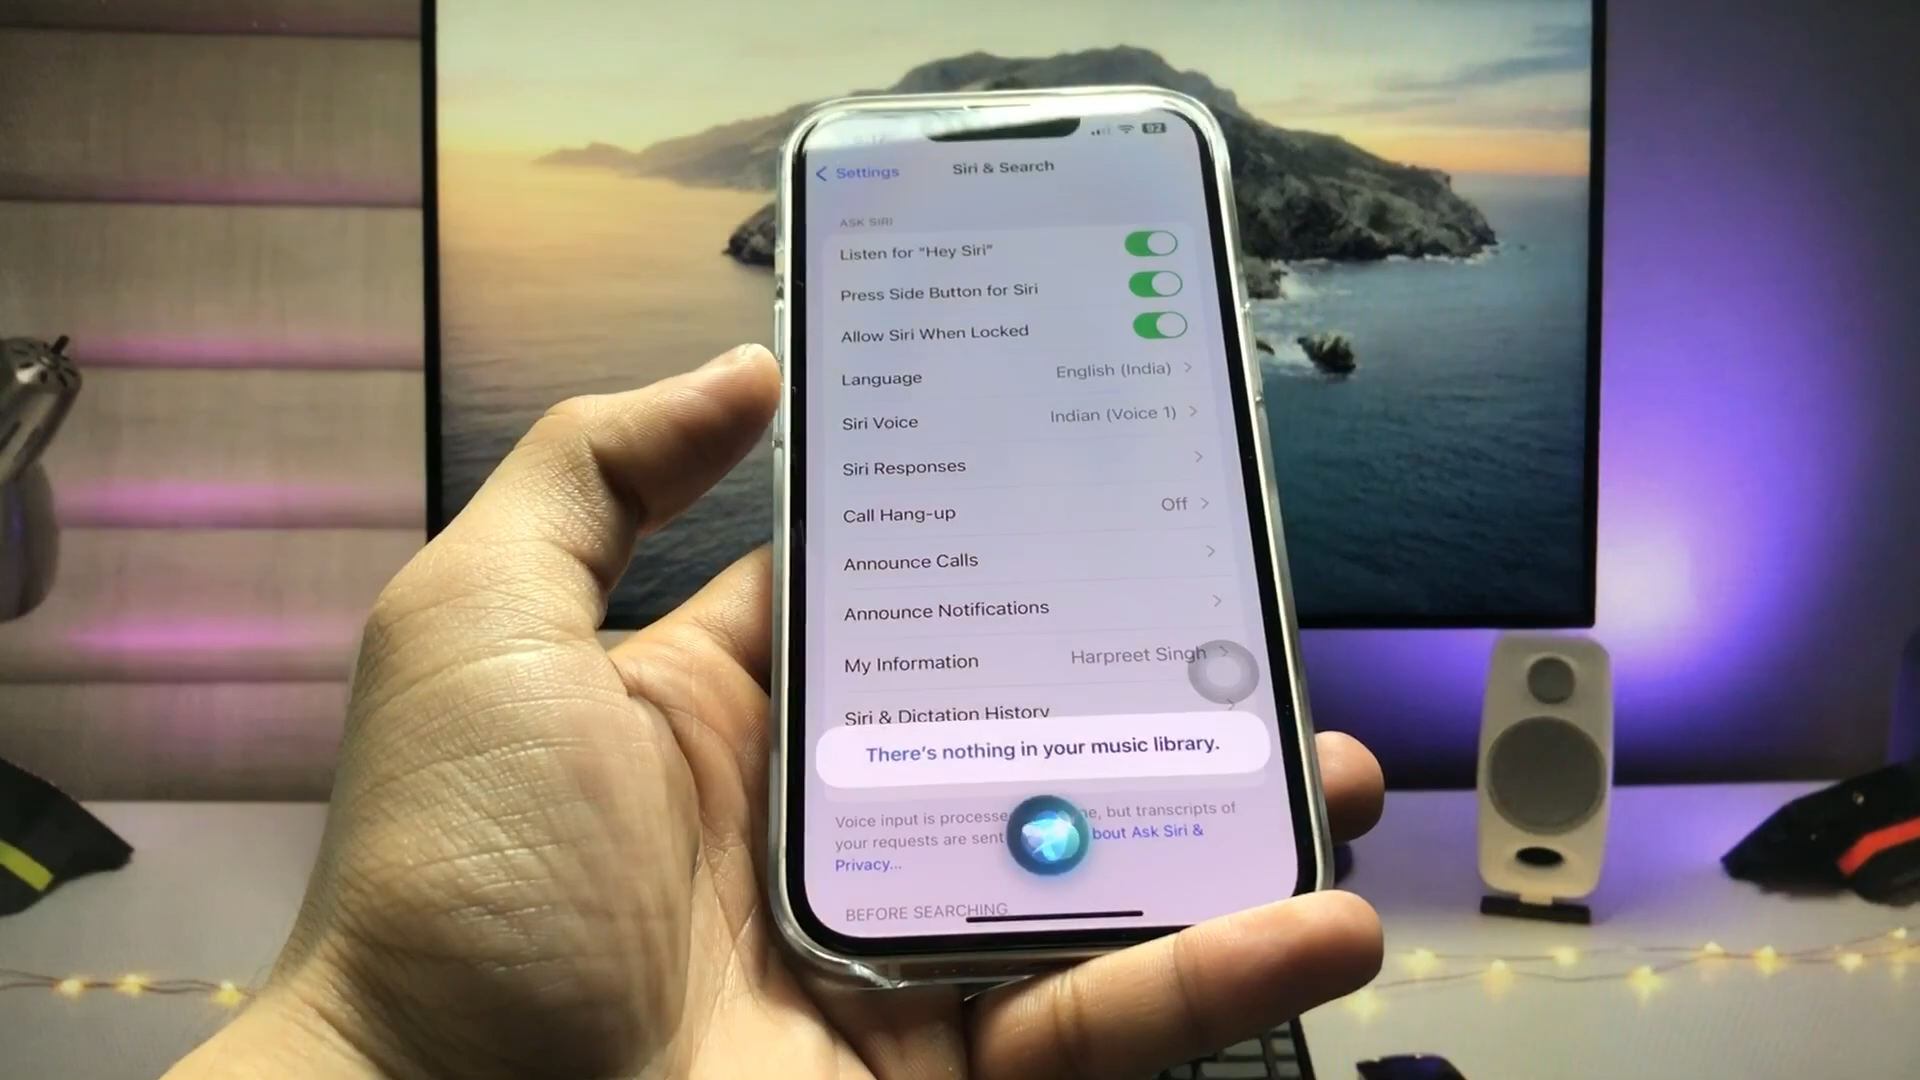 92
Settings
Siri & Search
ASK SIRI
Listen for "Hey Siri"
Press Side Button for Siri
Allow Siri When Locked
Language English (India)
Siri Voice Indian (Voice 1)
Siri Responses
Call Hang-up Off
Announce Calls
Announce Notifications
My Information Harpreet Singh
Siri & Dictation History
There's nothing in your music library.
Voice input is processe ne, but transcripts of
your requests are sent bout Ask Siri &
Privacy...
BEFORE SEARCHING